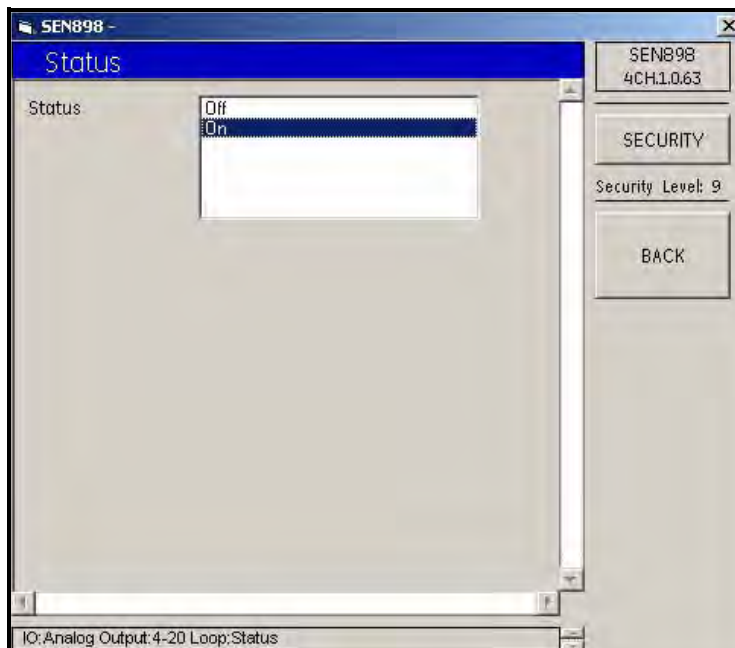 SEN898 -
Status
SEN898
4CH.1.0.63
Status
Off
On
SECURITY
Security Level: 9
BACK
IO:Analog Output:4-20 Loop:Status